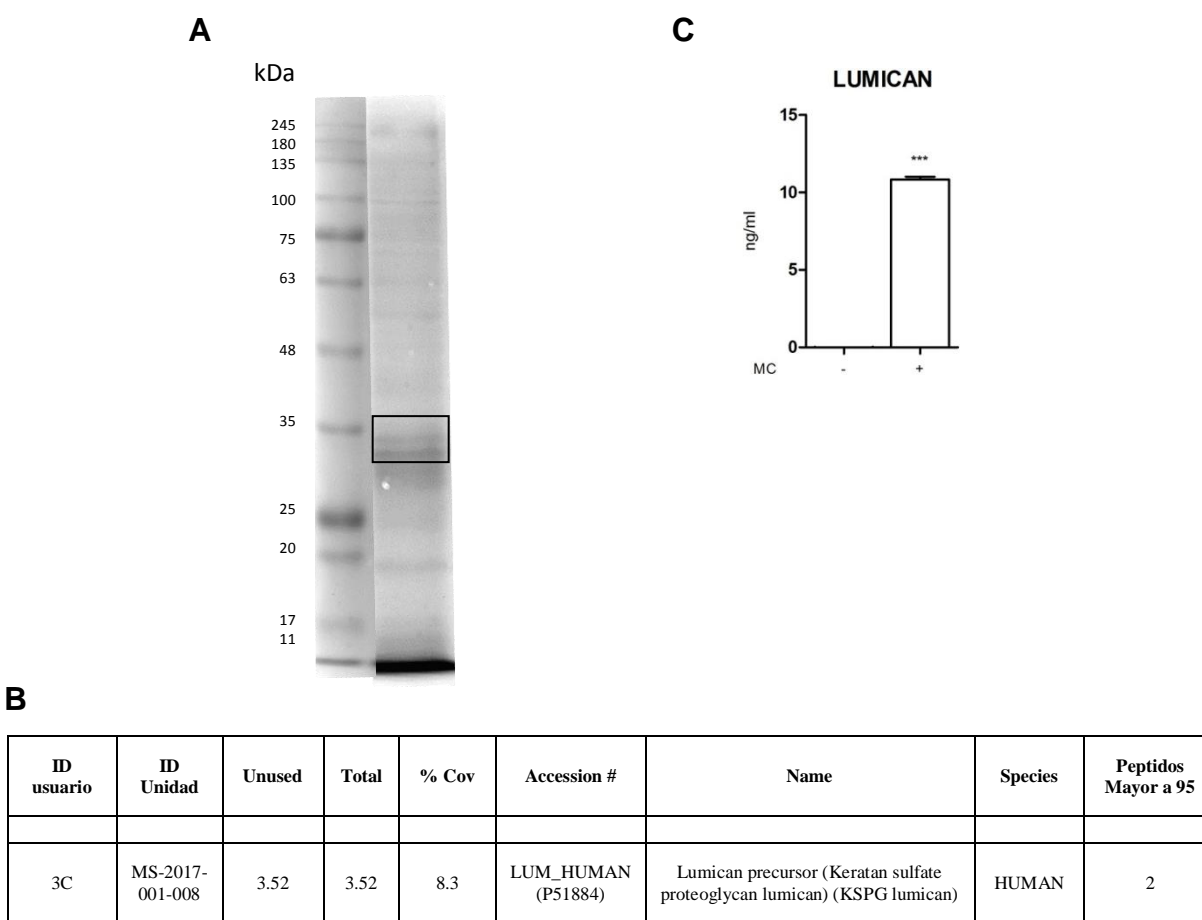 A
kDa
245
180
135
100
75
63
48
35
25
20
17
11
C
LUMICAN
ng/ml
15
10
5
0
***
MC - +
B
ID usuario ID Unidad Unused Total % Cov Accession # Name Species Peptidos Mayor a 95
3C MS-2017-001-008 3.52 3.52 8.3 LUM_HUMAN (P51884) Lumican precursor (Keratan sulfate proteoglycan lumican) (KSPG lumican) HUMAN 2